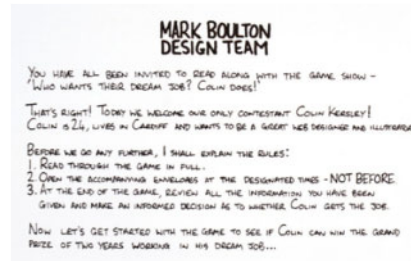 MARK BOULTON
DESIGN TEAM
YOU HAVE ALL BEEN INVITED TO READ ALONG WITH THE GAME SHOW -
'WHO WANTS THEIR DREAM JOB? COLIN DOES!'
THAT'S RIGHT! TODAY WE WELCOME OUR ONLY CONTESTANT COLIN KERSLEY!
COLIN IS 24, LIVES IN CARDIFF AND WANTS TO BE A GREAT WEB DESIGNER AND
BEFORE WE GO ANY FURTHER, I SHALL EXPLAIN THE RULES:
1. READ THROUGH THE GAME IN FULL.
2. OPEN THE ACCOMPANYING ENVELOPES AT THE DESIGNATED TIMES - NOT BEFORE.
3. AT THE END OF THE GAME, REVIEW ALL THE INFORMATION YOU HAVE BEEN
GIVEN AND MAKE AN INFORMED DECISION AS TO WHETHER COLIN GETS THE JOB.
NOW LET'S GET STARTED WITH THE GAME TO SEE IF COLIN CAN WIN THE GRAND
PRIZE OF TWO YEARS WORKING IN HIS DREAM JOB...